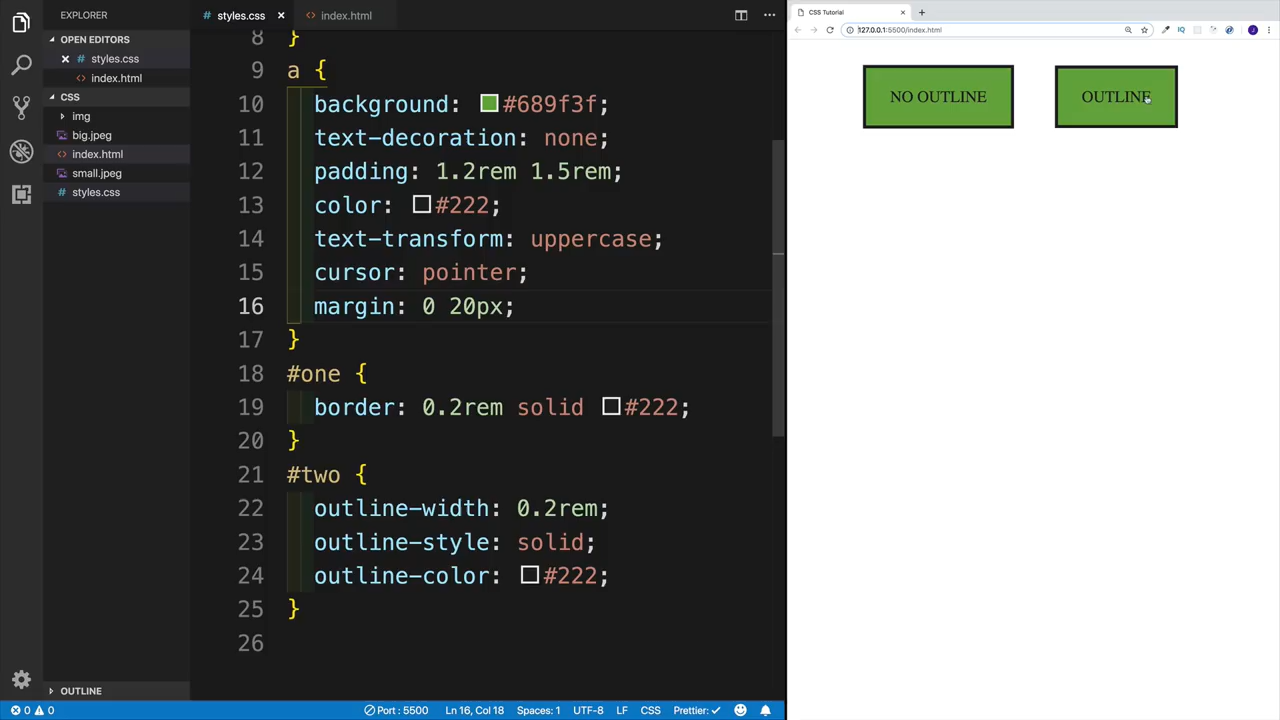 EXPLORER
OPEN EDITORS
styles.css
index.html
CSS
img
big.jpeg
index.html
small.jpeg
styles.css
OUTLINE
styles.css
index.html
8 }
9 a {
10 background: #689f3f;
11 text-decoration: none;
12 padding: 1.2rem 1.5rem;
13 color: #222;
14 text-transform: uppercase;
15 cursor: pointer;
16 margin: 0 20px;
17 }
18 #one {
19 border: 0.2rem solid #222;
20 }
21 #two {
22 outline-width: 0.2rem;
23 outline-style: solid;
24 outline-color: #222;
25 }
26
CSS Tutorial
127.0.0.1:5500/index.html
NO OUTLINE
OUTLINE
0 0 Port : 5500 Ln 16, Col 18 Spaces: 1 UTF-8 LF CSS Prettier: ✓